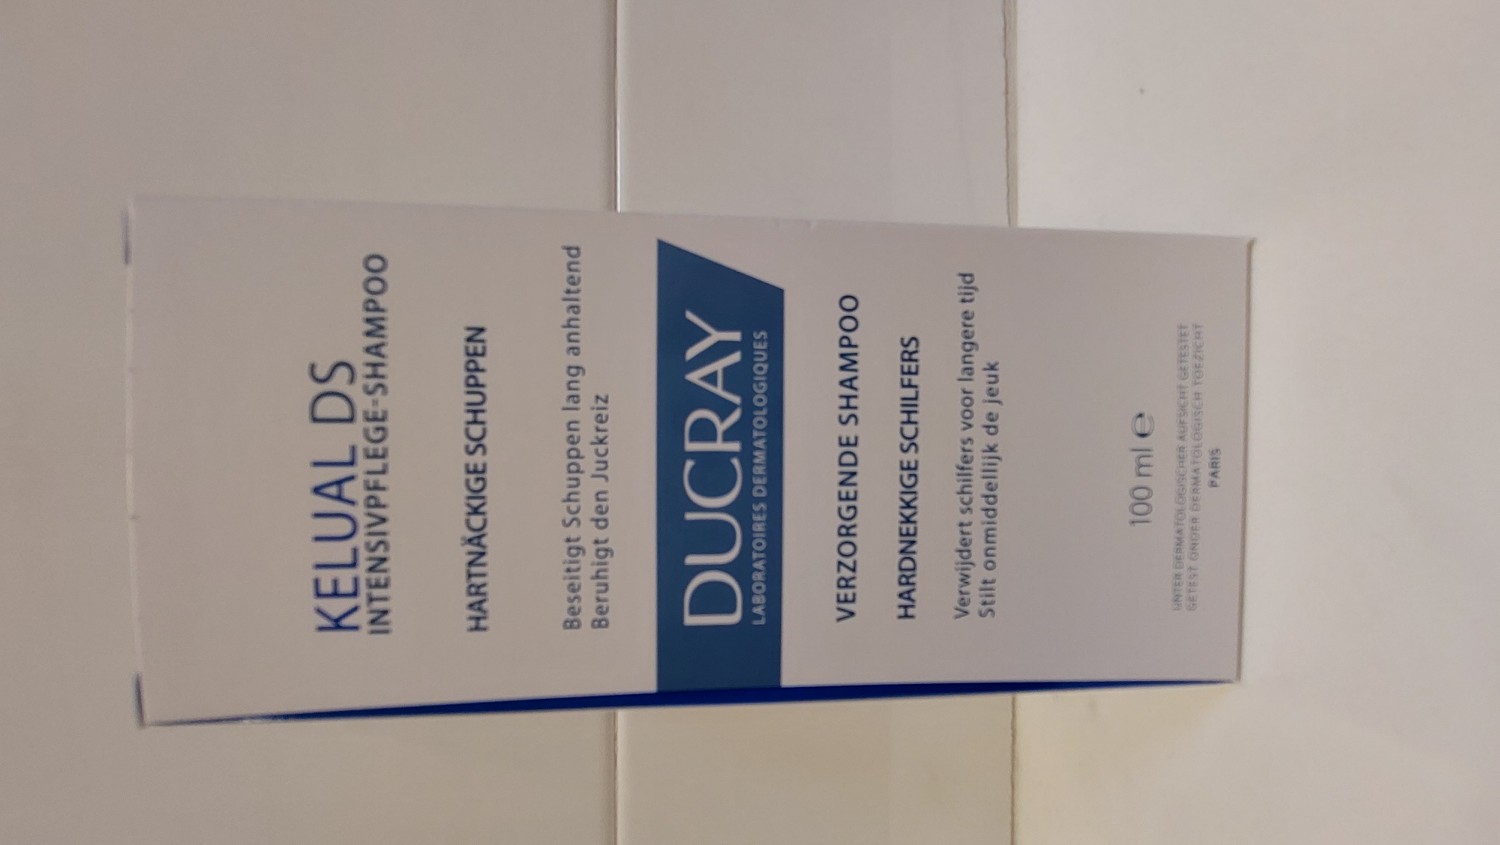 KELUAL DS
INTENSIVPFLEGE-SHAMPOO
HARTNÄCKIGE SCHUPPEN
Beseitigt Schuppen lang anhaltend
Beruhigt den Juckreiz
DUCRAY
LABORATOIRES DERMATOLOGIQUES
VERZORGENDE SHAMPOO
HARDNEKKIGE SCHILFERS
Verwijdert schilfers voor langere tijd
Stilt onmiddellijk de jeuk
100 ml ℮
UNTER DERMATOLOGISCHER AUFSICHT GETESTET
GETEST ONDER DERMATOLOGISCH TOEZICHT
PARIS